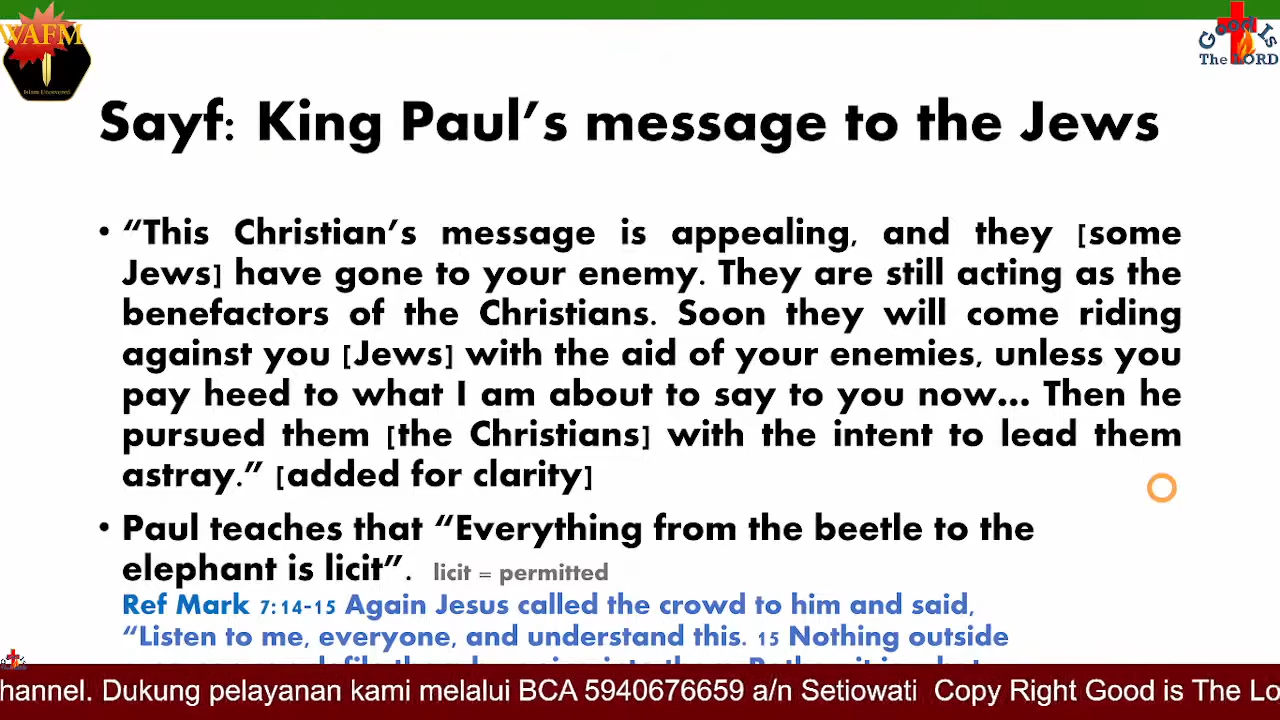 WAFM
Islam Uncovered
Good Is
The LORD
Sayf: King Paul’s message to the Jews
• “This Christian’s message is appealing, and they [some
Jews] have gone to your enemy. They are still acting as the
benefactors of the Christians. Soon they will come riding
against you [Jews] with the aid of your enemies, unless you
pay heed to what I am about to say to you now... Then he
pursued them [the Christians] with the intent to lead them
astray.” [added for clarity]
• Paul teaches that “Everything from the beetle to the
elephant is licit”. licit = permitted
Ref Mark 7:14-15 Again Jesus called the crowd to him and said,
“Listen to me, everyone, and understand this. 15 Nothing outside
hannel. Dukung pelayanan kami melalui BCA 5940676659 a/n Setiowati Copy Right Good is The Lo